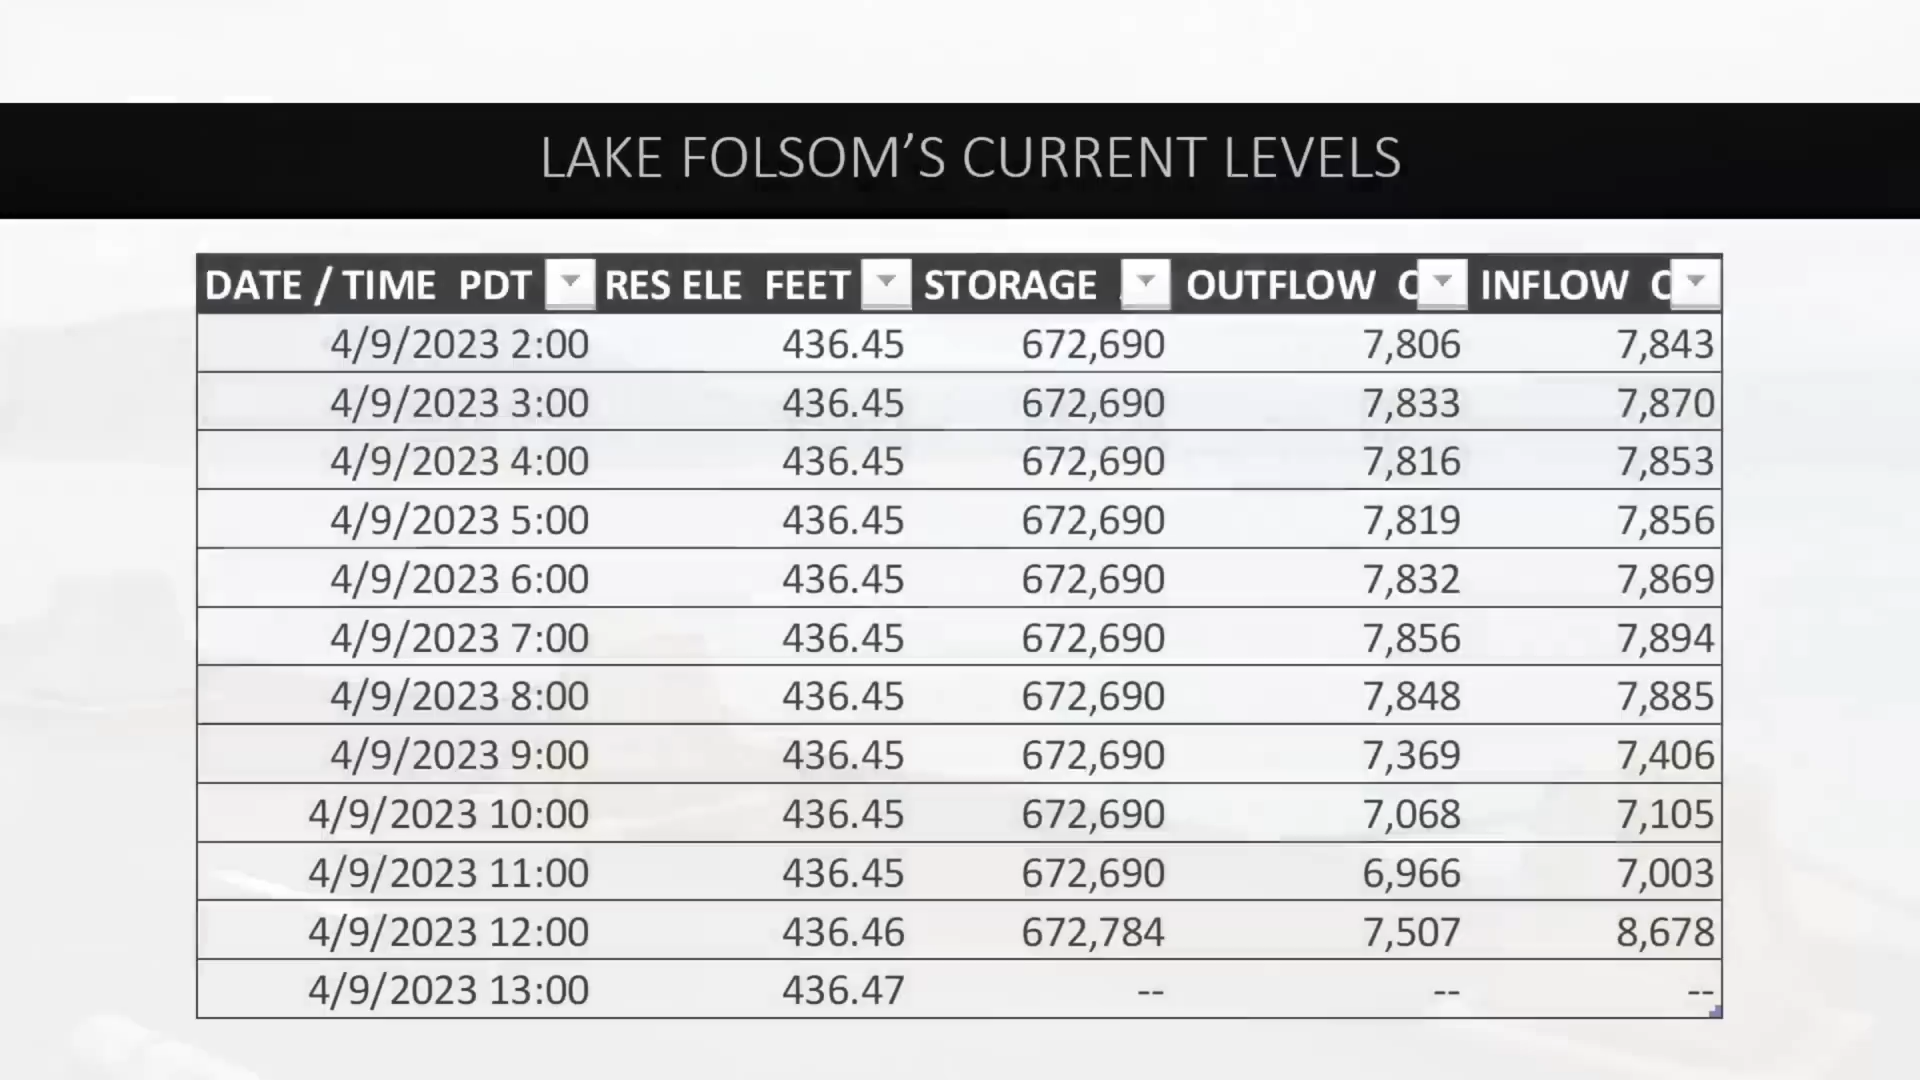 LAKE FOLSOM’S CURRENT LEVELS
DATE / TIME PDT RES ELE FEET STORAGE OUTFLOW C INFLOW C
4/9/2023 2:00 436.45 672,690 7,806 7,843
4/9/2023 3:00 436.45 672,690 7,833 7,870
4/9/2023 4:00 436.45 672,690 7,816 7,853
4/9/2023 5:00 436.45 672,690 7,819 7,856
4/9/2023 6:00 436.45 672,690 7,832 7,869
4/9/2023 7:00 436.45 672,690 7,856 7,894
4/9/2023 8:00 436.45 672,690 7,848 7,885
4/9/2023 9:00 436.45 672,690 7,369 7,406
4/9/2023 10:00 436.45 672,690 7,068 7,105
4/9/2023 11:00 436.45 672,690 6,966 7,003
4/9/2023 12:00 436.46 672,784 7,507 8,678
4/9/2023 13:00 436.47 -- -- --